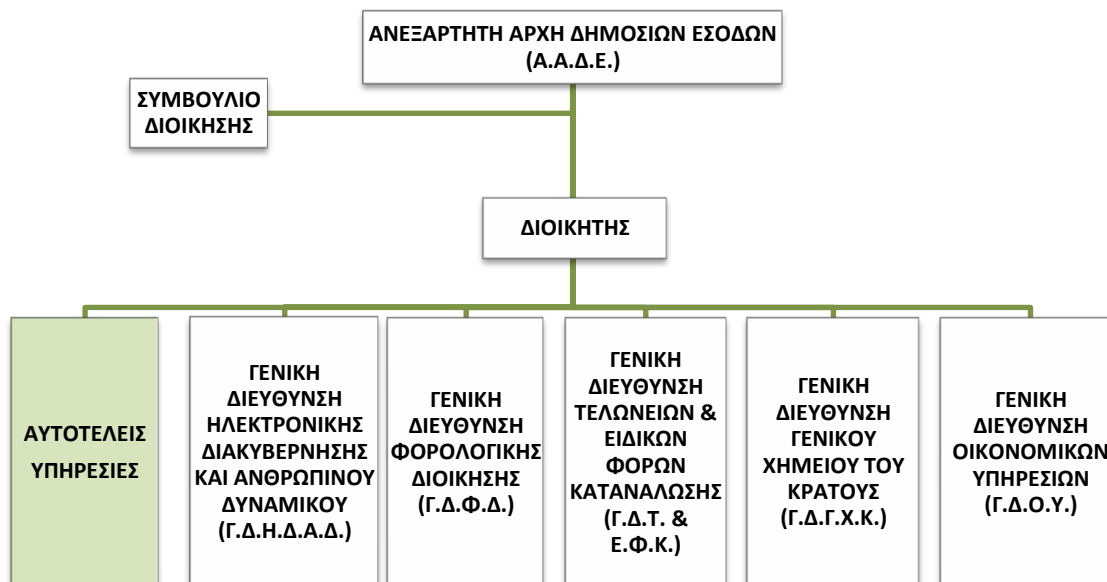 ΑΝΕΞΑΡΤΗΤΗ ΑΡΧΗ ΔΗΜΟΣΙΩΝ ΕΣΟΔΩΝ
(Α.Α.Δ.Ε.)
ΣΥΜΒΟΥΛΙΟ
ΔΙΟΙΚΗΣΗΣ
ΔΙΟΙΚΗΤΗΣ
ΑΥΤΟΤΕΛΕΙΣ
ΥΠΗΡΕΣΙΕΣ
ΓΕΝΙΚΗ
ΔΙΕΥΘΥΝΣΗ
ΗΛΕΚΤΡΟΝΙΚΗΣ
ΔΙΑΚΥΒΕΡΝΗΣΗΣ
ΚΑΙ ΑΝΘΡΩΠΙΝΟΥ
ΔΥΝΑΜΙΚΟΥ
(Γ.Δ.Η.Δ.Α.Δ.)
ΓΕΝΙΚΗ
ΔΙΕΥΘΥΝΣΗ
ΦΟΡΟΛΟΓΙΚΗΣ
ΔΙΟΙΚΗΣΗΣ
(Γ.Δ.Φ.Δ.)
ΓΕΝΙΚΗ
ΔΙΕΥΘΥΝΣΗ
ΤΕΛΩΝΕΙΩΝ &
ΕΙΔΙΚΩΝ
ΦΟΡΩΝ
ΚΑΤΑΝΑΛΩΣΗΣ
(Γ.Δ.Τ. &
Ε.Φ.Κ.)
ΓΕΝΙΚΗ
ΔΙΕΥΘΥΝΣΗ
ΓΕΝΙΚΟΥ
ΧΗΜΕΙΟΥ ΤΟΥ
ΚΡΑΤΟΥΣ
(Γ.Δ.Γ.Χ.Κ.)
ΓΕΝΙΚΗ
ΔΙΕΥΘΥΝΣΗ
ΟΙΚΟΝΟΜΙΚΩΝ
ΥΠΗΡΕΣΙΩΝ
(Γ.Δ.Ο.Υ.)